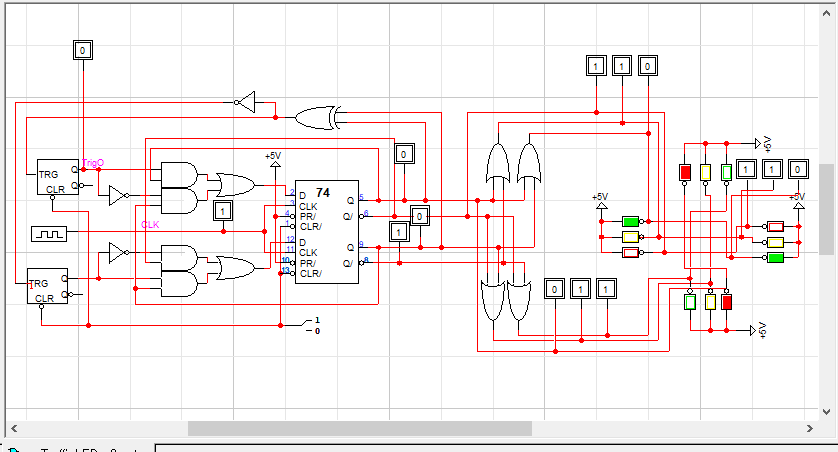 0
1 1 0
TRG
Q
TrigO
CLR
Q
+5V
0
74
2 D Q 5
3 CLK
4 PR/ Q/ 6
1 CLR/
12 D Q 9
11 CLK
10 PR/ Q/ 8
13 CLR/
1
0
1
CLK
TRG
Q
CLR
Q
1
0
+5V
+5V
1 1 0
+5V
0 1 1
+5V